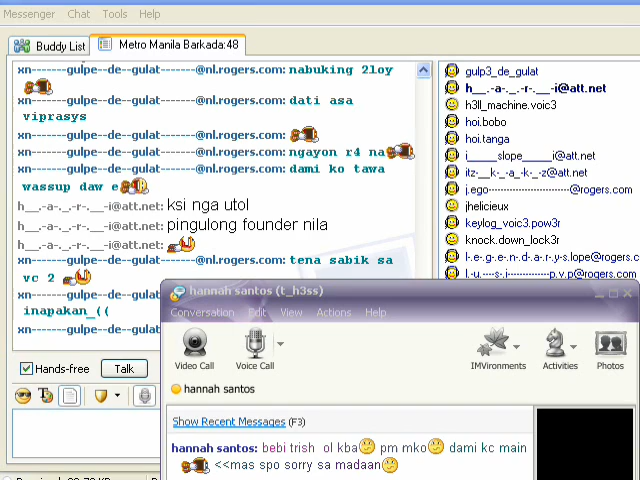 Messenger Chat Tools Help
Buddy List
Metro Manila Barkada:48
xn------gulpe--de--gulat------@nl.rogers.com: nabuking 2loy
xn------gulpe--de--gulat------@nl.rogers.com: dati asa
viprasys
xn------gulpe--de--gulat------@nl.rogers.com:
xn------gulpe--de--gulat------@nl.rogers.com: ngayon r4 na
xn------gulpe--de--gulat------@nl.rogers.com: dami ko tawa
wassup daw e
h__.-a-._.-r-.__-i@att.net: ksi nga utol
h__.-a-._.-r-.__-i@att.net: pingulong founder nila
h__.-a-._.-r-.__-i@att.net:
xn------gulpe--de--gulat------@nl.rogers.com: tena sabik sa
vc 2
inapakan_((
gulp3_de_gulat
h__.-a-._.-r-.__-i@att.net
h3ll_machine.voic3
hoi.bobo
hoi.tanga
i______slope______i@att.net
itz-__k-_-a_-k-_-z@att.net
jhelicieux
keylog_voic3.pow3r
knock.down_lock3r
Hands-free
Talk
hannah santos (t_h3ss)
Conversation Edit View Actions Help
Video Call
Voice Call
IMVironments
Activities
Photos
hannah santos
Show Recent Messages (F3)
hannah santos: bebi trish ol kba pm mko dami kc main
<<mas spo sorry sa madaan